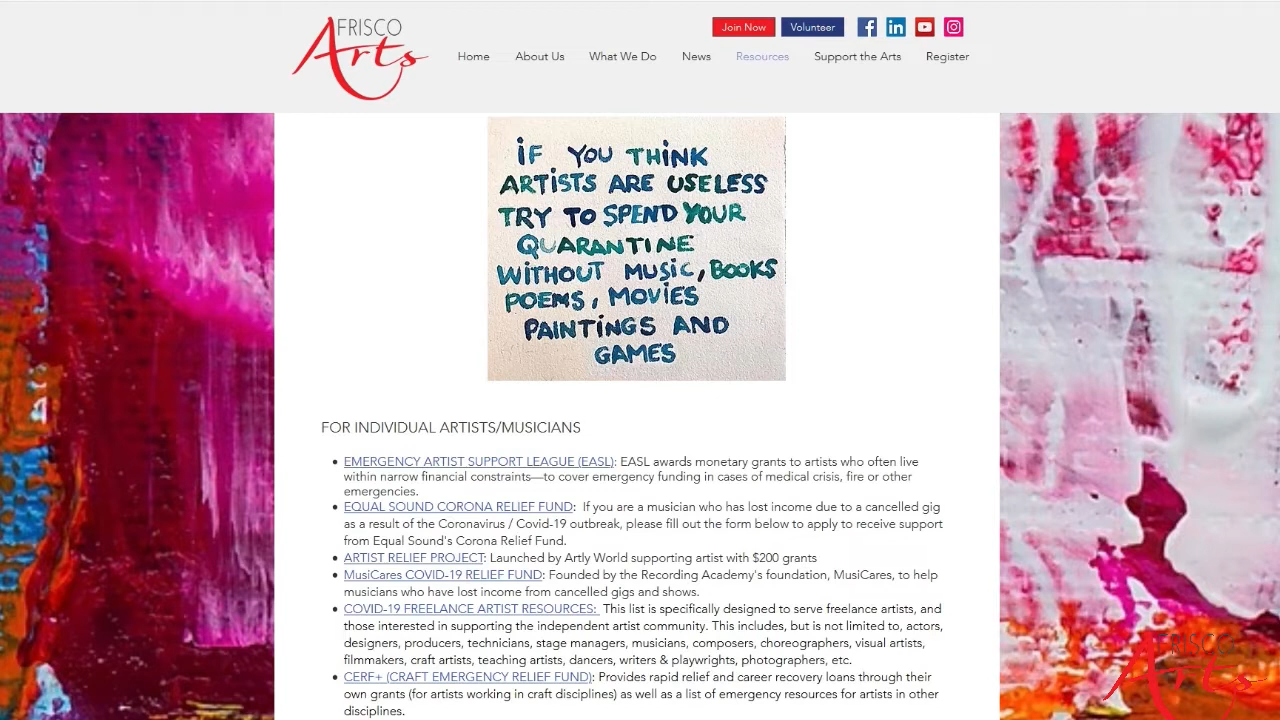 FRISCO
Arts
Join Now
Volunteer
Home
About Us
What We Do
News
Resources
Support the Arts
Register
IF YOU THINK
ARTISTS ARE USELESS
TRY TO SPEND YOUR
QUARANTINE
WITHOUT MUSIC, BOOKS
POEMS, MOVIES
PAINTINGS AND
GAMES
FOR INDIVIDUAL ARTISTS/MUSICIANS
• EMERGENCY ARTIST SUPPORT LEAGUE (EASL): EASL awards monetary grants to artists who often live
within narrow financial constraints—to cover emergency funding in cases of medical crisis, fire or other
emergencies.
• EQUAL SOUND CORONA RELIEF FUND: If you are a musician who has lost income due to a cancelled gig
as a result of the Coronavirus / Covid-19 outbreak, please fill out the form below to apply to receive support
from Equal Sound's Corona Relief Fund.
• ARTIST RELIEF PROJECT: Launched by Artly World supporting artist with $200 grants
• MusiCares COVID-19 RELIEF FUND: Founded by the Recording Academy's foundation, MusiCares, to help
musicians who have lost income from cancelled gigs and shows.
• COVID-19 FREELANCE ARTIST RESOURCES: This list is specifically designed to serve freelance artists, and
those interested in supporting the independent artist community. This includes, but is not limited to, actors,
designers, producers, technicians, stage managers, musicians, composers, choreographers, visual artists,
filmmakers, craft artists, teaching artists, dancers, writers & playwrights, photographers, etc.
• CERF+ (CRAFT EMERGENCY RELIEF FUND): Provides rapid relief and career recovery loans through their
own grants (for artists working in craft disciplines) as well as a list of emergency resources for artists in other
disciplines.
FRISCO
Arts